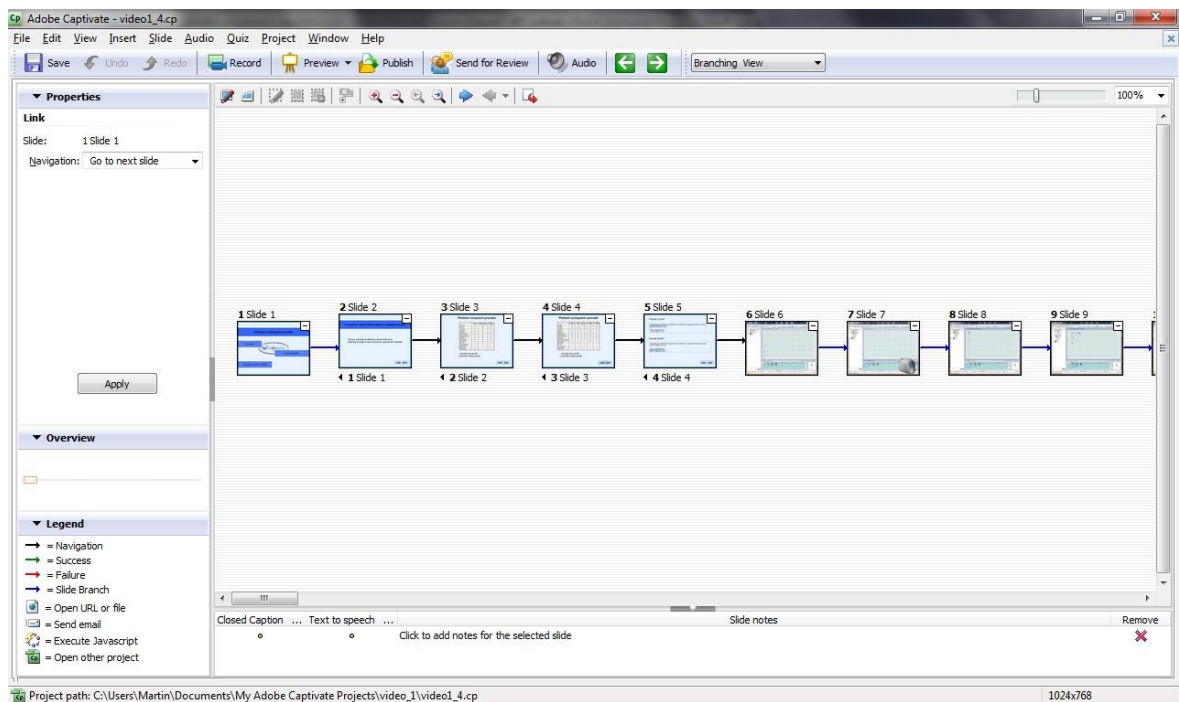 Adobe Captivate - video1_4.cp
File Edit View Insert Slide Audio Quiz Project Window Help
Save Undo Redo Record Preview Publish Send for Review Audio Branching View
Properties
100%
Link
Slide: 1 Slide 1
Navigation: Go to next slide
Apply
1 Slide 1
2 Slide 2
3 Slide 3
4 Slide 4
5 Slide 5
6 Slide 6
7 Slide 7
8 Slide 8
9 Slide 9
1 Slide 1
2 Slide 2
3 Slide 3
4 Slide 4
Overview
Legend
= Navigation
= Success
= Failure
= Slide Branch
= Open URL or file
= Send email
= Execute Javascript
= Open other project
Closed Caption ... Text to speech ... Slide notes Remove
Click to add notes for the selected slide
Project path: C:\Users\Martin\Documents\My Adobe Captivate Projects\video_1\video1_4.cp 1024x768